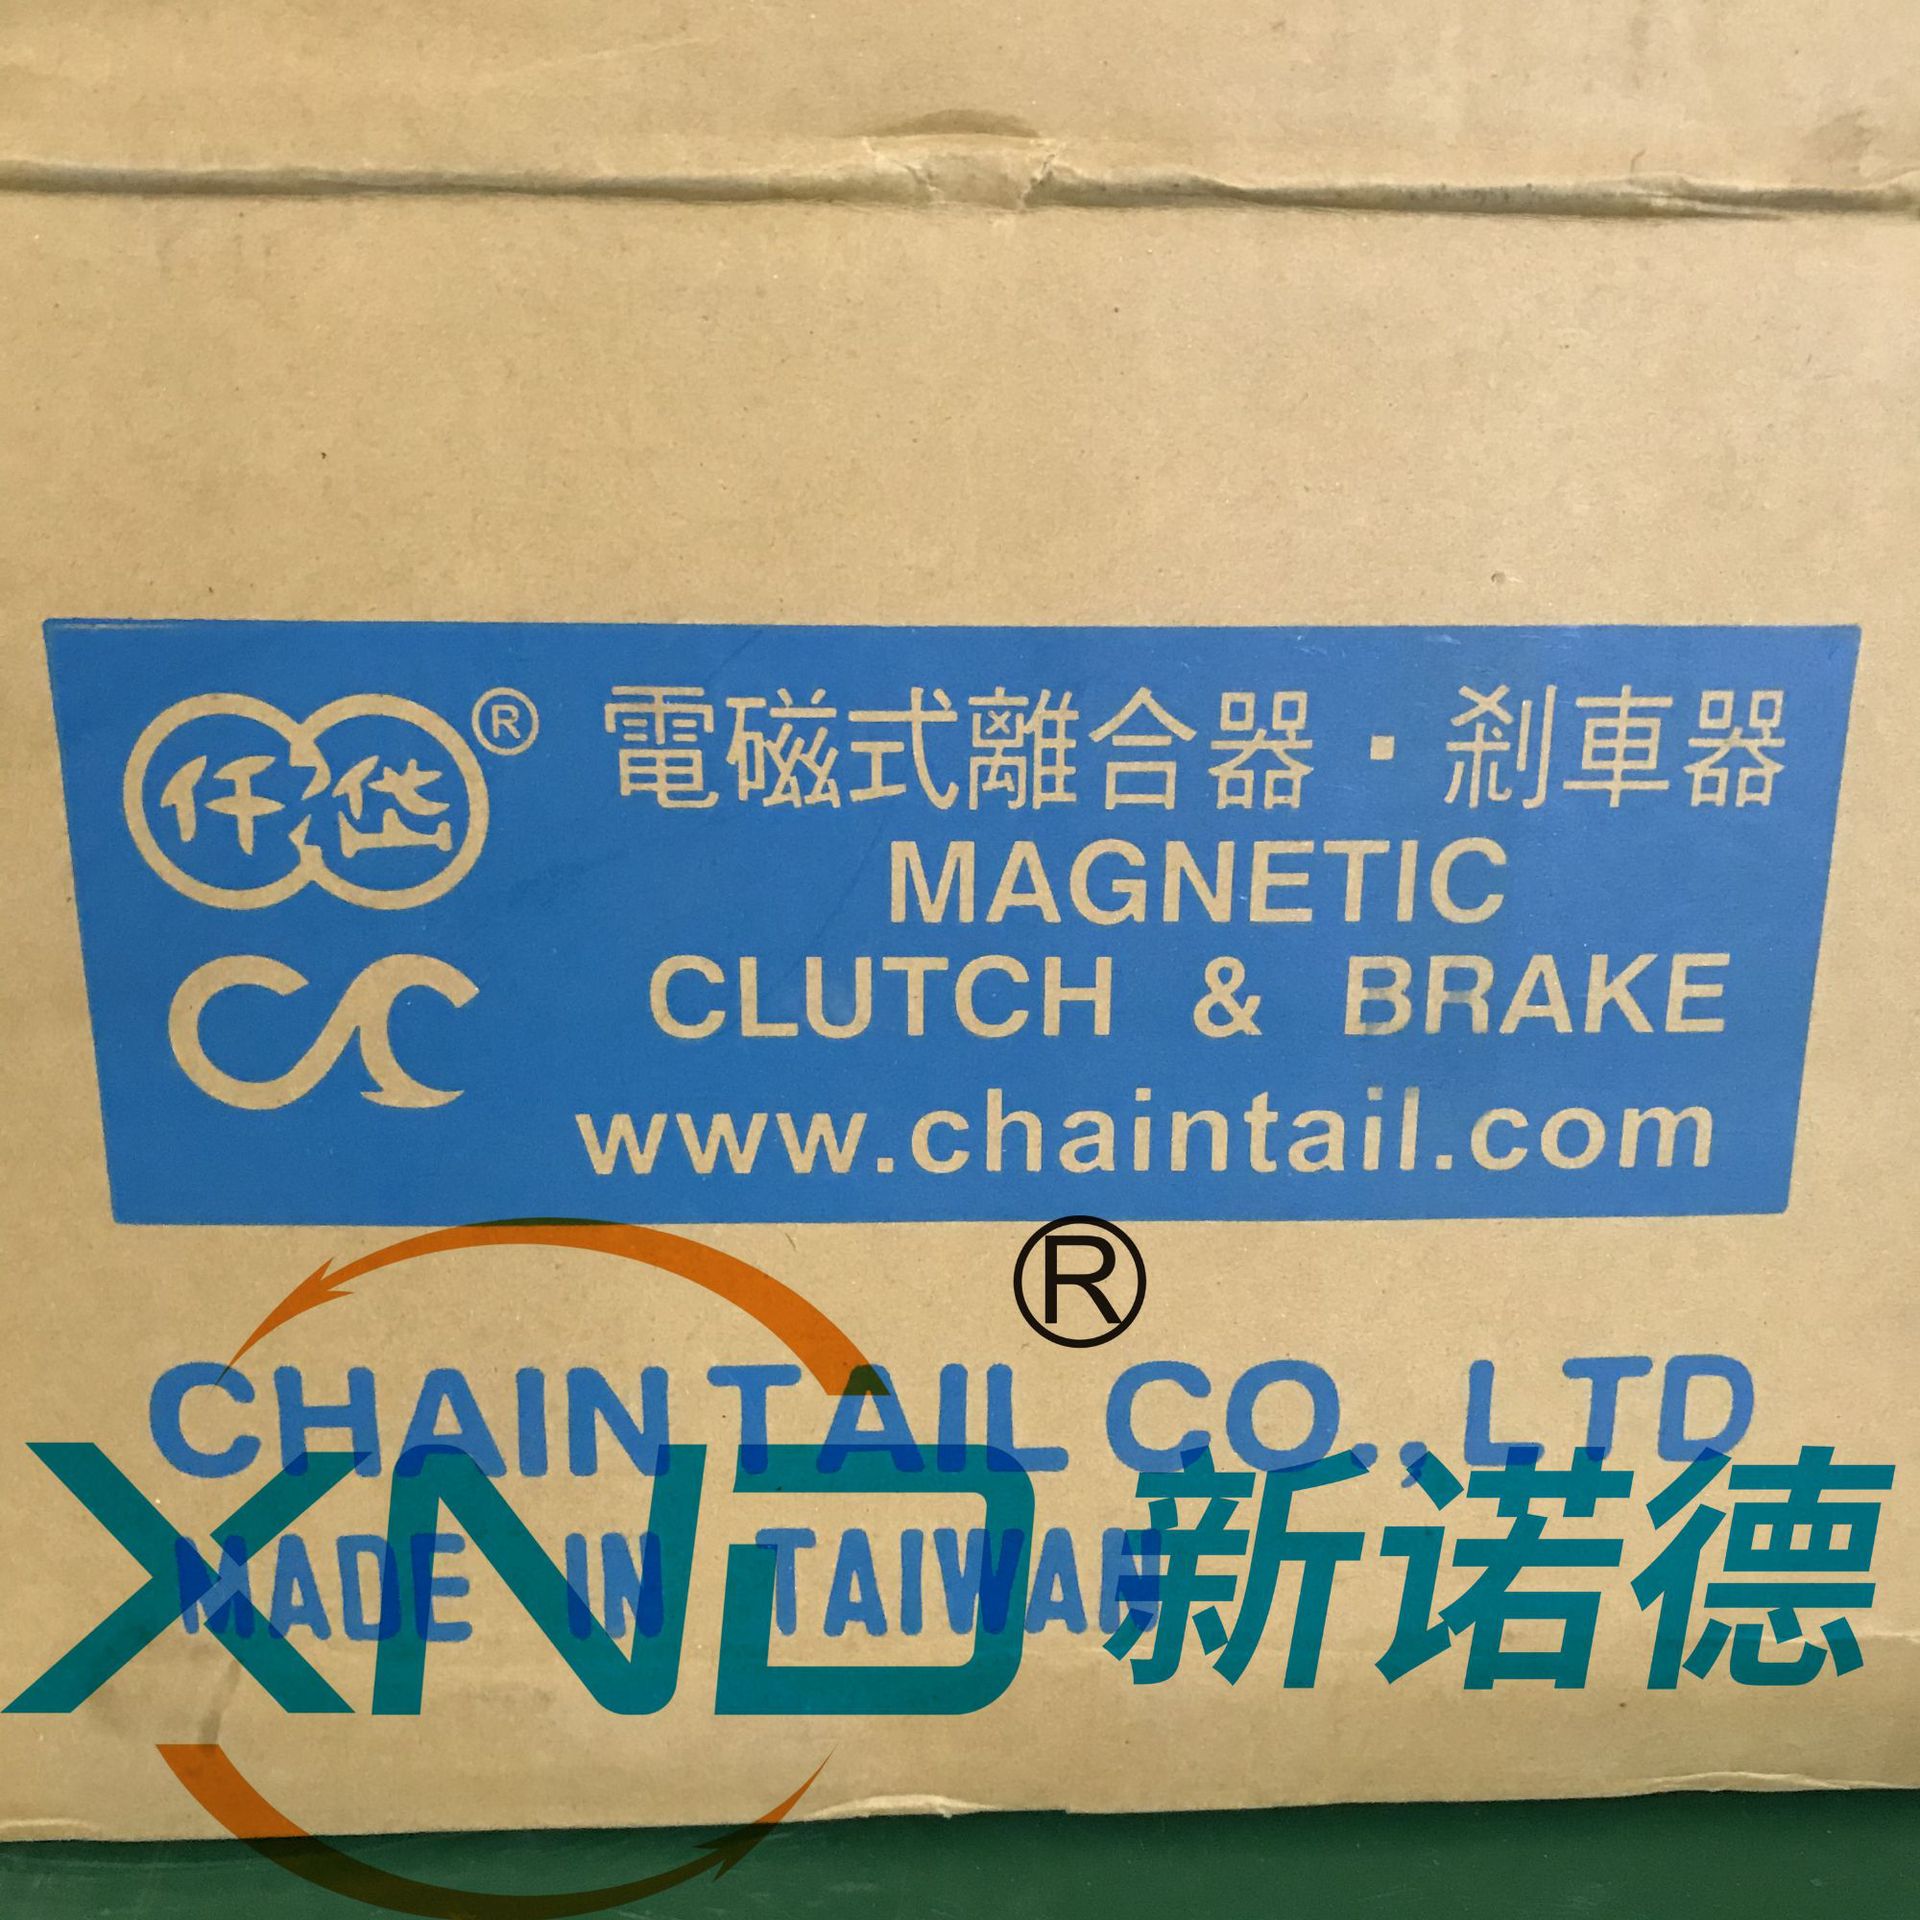 仟岱®
電磁式離合器·剎車器
MAGNETIC
CLUTCH & BRAKE
www.chaintail.com
®
CHAIN TAIL CO.,LTD
XND 新诺德
MADE IN TAIWAN